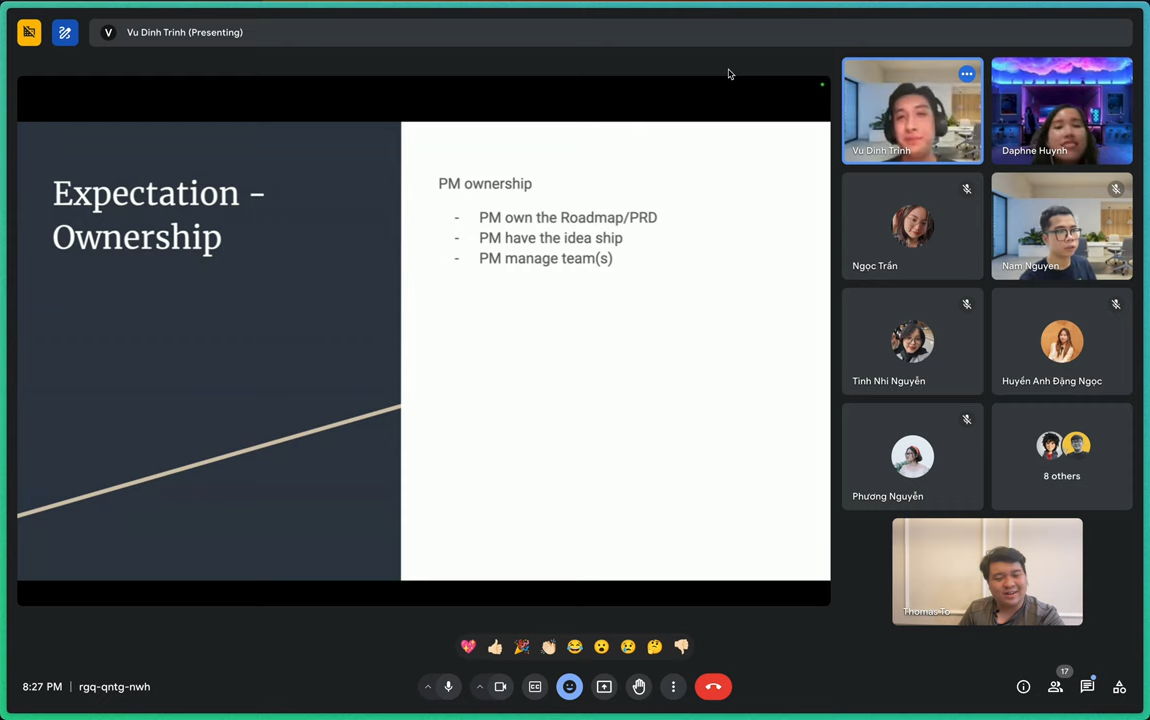 V Vu Dinh Trinh (Presenting)
Expectation -
Ownership
PM ownership
- PM own the Roadmap/PRD
- PM have the idea ship
- PM manage team(s)
Vu Dinh Trinh
Daphne Huynh
Ngọc Trần
Nam Nguyen
Tinh Nhi Nguyễn
Huyền Anh Đặng Ngọc
Phương Nguyễn
8 others
Thomas To
8:27 PM | rgq-qntg-nwh
CC
17